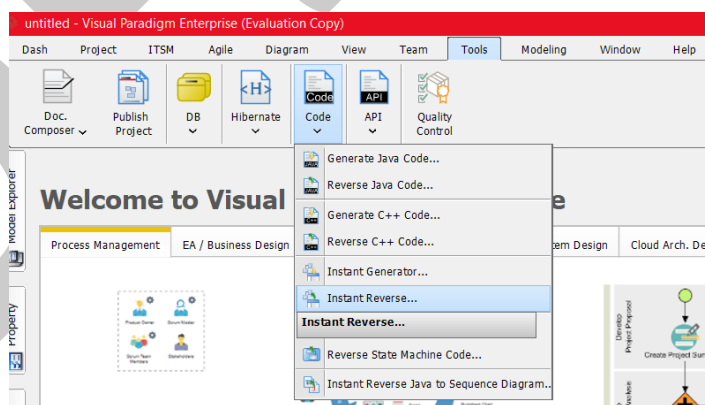 untitled - Visual Paradigm Enterprise (Evaluation Copy)
Dash Project ITSM Agile Diagram View Team Tools Modeling Window Help
Doc. Composer
Publish Project
DB
Hibernate
Code
API
Quality Control
Generate Java Code...
Reverse Java Code...
Generate C++ Code...
Reverse C++ Code...
Instant Generator...
Instant Reverse...
Instant Reverse...
Reverse State Machine Code...
Instant Reverse Java to Sequence Diagram...
Model Explorer
Property
Welcome to Visual
Process Management EA / Business Design
Design Cloud Arch. De
Product Owner Scrum Master
Scrum Team Members Stakeholders
Develop Project Proposal
Create Project Sum